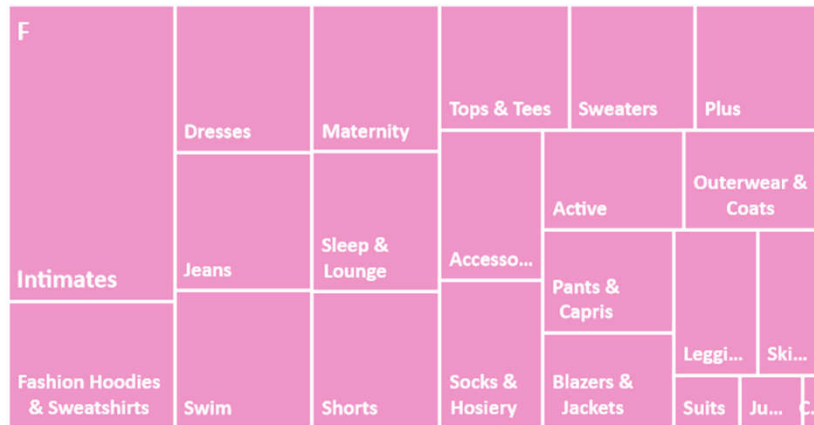 F
Intimates
Fashion Hoodies
& Sweatshirts
Dresses
Jeans
Swim
Maternity
Sleep &
Lounge
Shorts
Tops & Tees
Sweaters
Plus
Accesso...
Active
Outerwear &
Coats
Socks &
Hosiery
Pants &
Capris
Blazers &
Jackets
Leggi...
Ski...
Suits
Ju...
C.